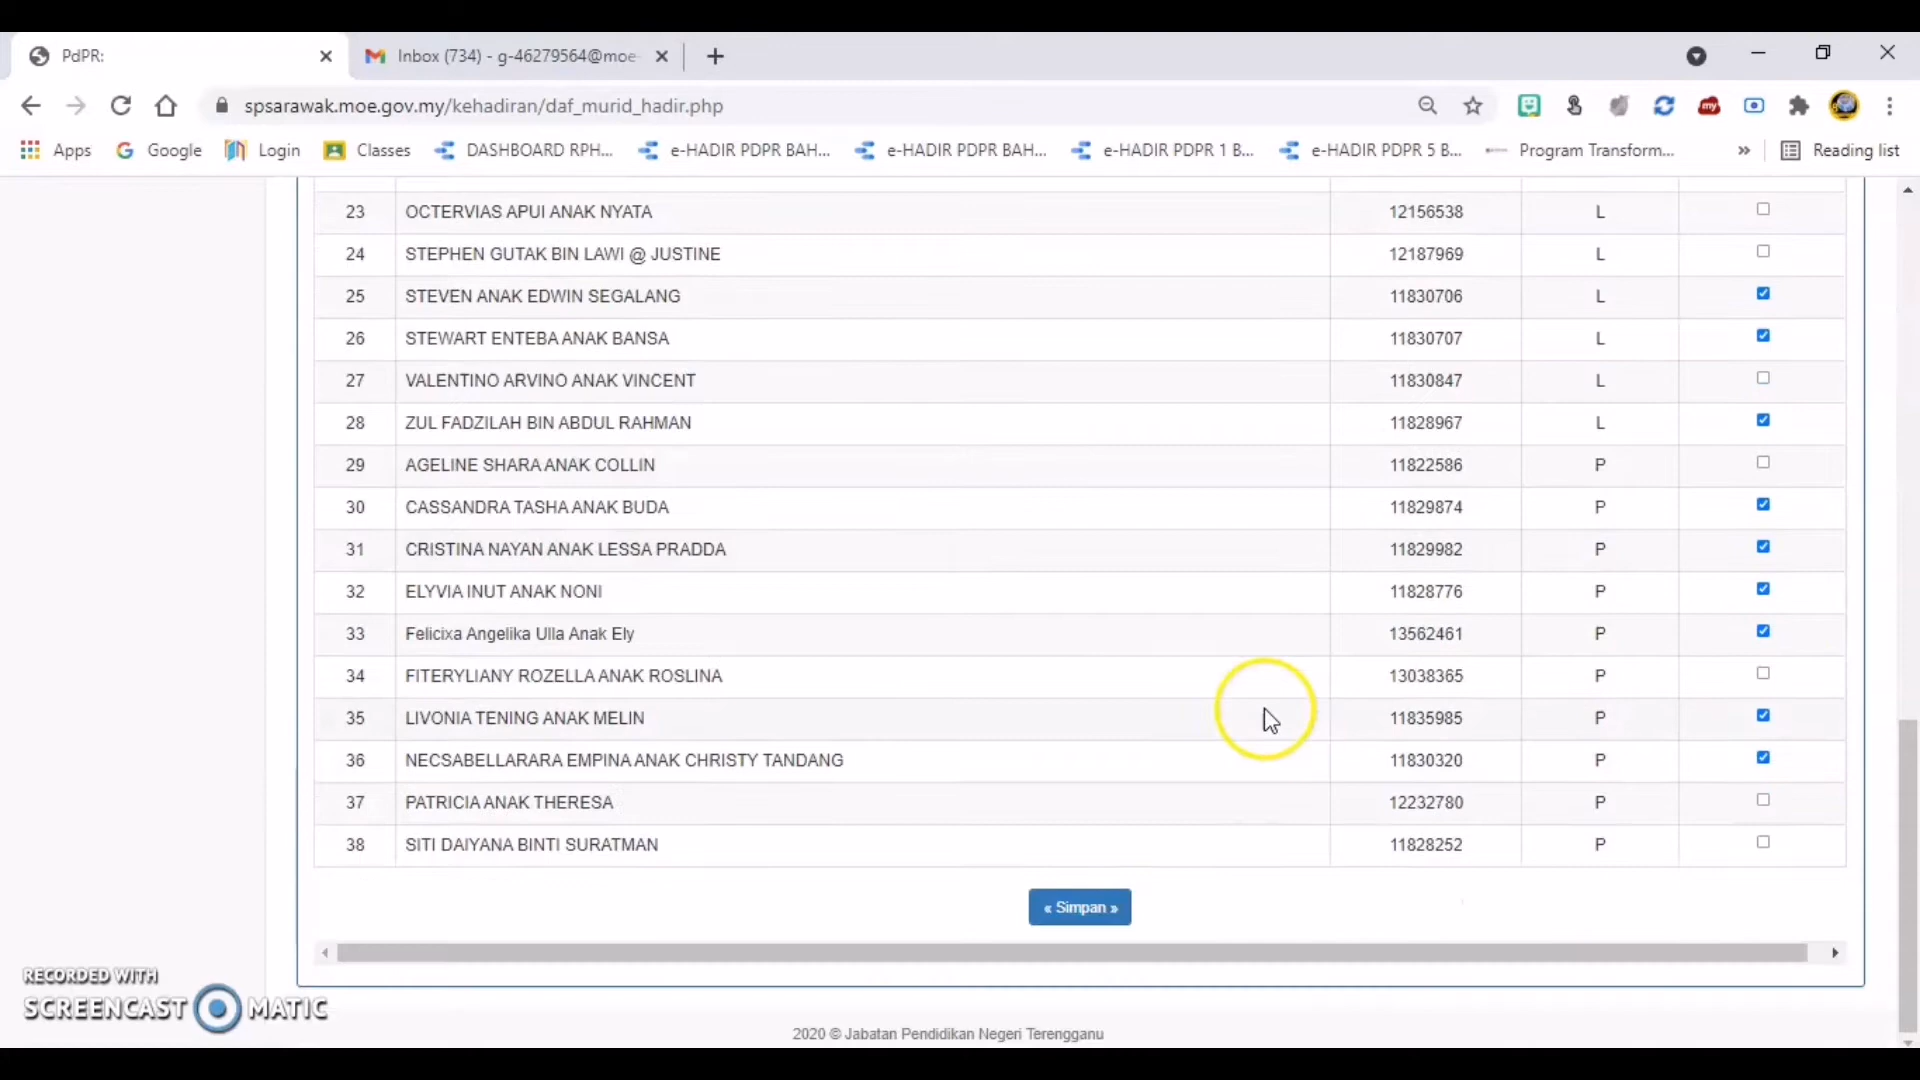 PdPR:
Inbox (734) - g-46279564@moe-
spsarawak.moe.gov.my/kehadiran/daf_murid_hadir.php
Apps Google Login Classes DASHBOARD RPH... e-HADIR PDPR BAH... e-HADIR PDPR BAH... e-HADIR PDPR 1 B... e-HADIR PDPR 5 B... Program Transform... » Reading list
23 OCTERVIAS APUI ANAK NYATA 12156538 L
24 STEPHEN GUTAK BIN LAWI @ JUSTINE 12187969 L
25 STEVEN ANAK EDWIN SEGALANG 11830706 L
26 STEWART ENTEBA ANAK BANSA 11830707 L
27 VALENTINO ARVINO ANAK VINCENT 11830847 L
28 ZUL FADZILAH BIN ABDUL RAHMAN 11828967 L
29 AGELINE SHARA ANAK COLLIN 11822586 P
30 CASSANDRA TASHA ANAK BUDA 11829874 P
31 CRISTINA NAYAN ANAK LESSA PRADDA 11829982 P
32 ELYVIA INUT ANAK NONI 11828776 P
33 Felicixa Angelika Ulla Anak Ely 13562461 P
34 FITERYLIANY ROZELLA ANAK ROSLINA 13038365 P
35 LIVONIA TENING ANAK MELIN 11835985 P
36 NECSABELLARARA EMPINA ANAK CHRISTY TANDANG 11830320 P
37 PATRICIA ANAK THERESA 12232780 P
38 SITI DAIYANA BINTI SURATMAN 11828252 P
« Simpan »
RECORDED WITH
SCREENCAST MATIC
2020 © Jabatan Pendidikan Negeri Terengganu